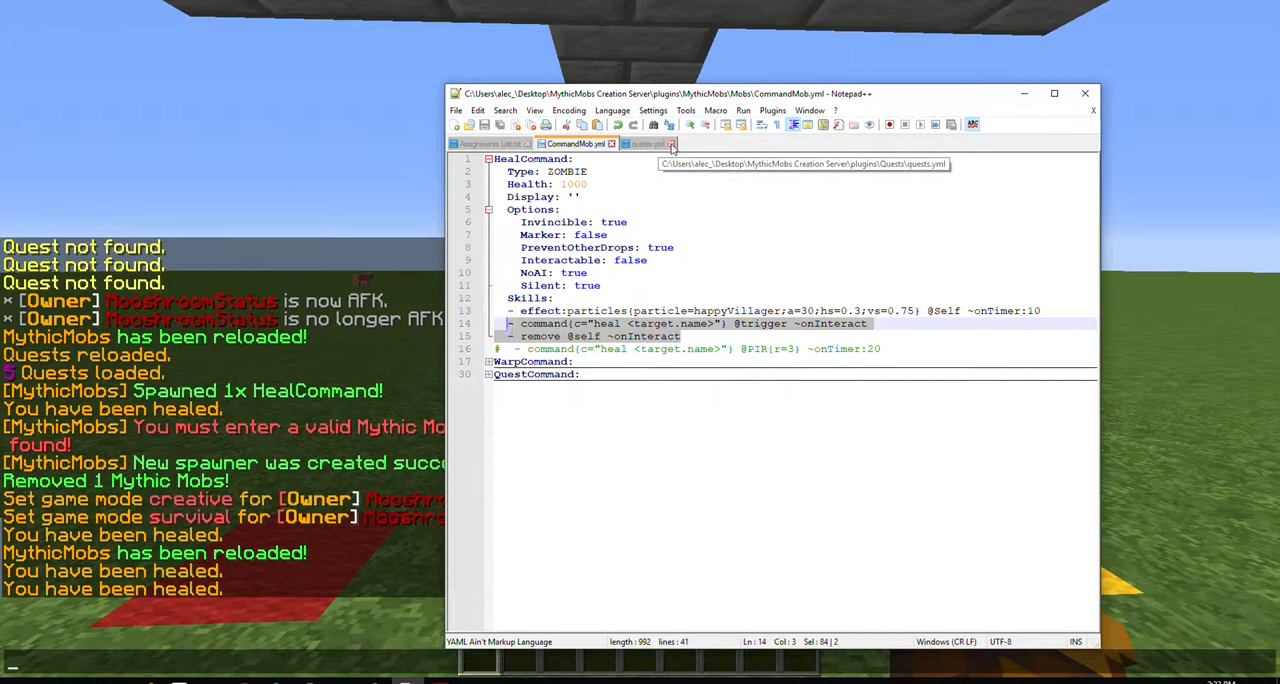 C:\Users\alec_\Desktop\MythicMobs Creation Server\plugins\MythicMobs\Mobs\CommandMob.yml - Notepad++
File Edit Search View Encoding Language Settings Tools Macro Run Plugins Window ?
X
Assignments List.txt CommandMob.yml quests.yml
C:\Users\alec_\Desktop\MythicMobs Creation Server\plugins\Quests\quests.yml
1 HealCommand:
2 Type: ZOMBIE
3 Health: 1000
4 Display: ''
5 Options:
6 Invincible: true
7 Marker: false
8 PreventOtherDrops: true
9 Interactable: false
10 NoAI: true
11 Silent: true
12 Skills:
13 - effect:particles{particle=happyVillager;a=30;hs=0.3;vs=0.75} @Self ~onTimer:10
14 - command{c="heal <target.name>"} @trigger ~onInteract
15 - remove @self ~onInteract
16 # - command{c="heal <target.name>"} @PIR{r=3} ~onTimer:20
17 WarpCommand:
30 QuestCommand:
YAML Ain't Markup Language length : 992 lines : 41 Ln : 14 Col : 3 Sel : 84 | 2 Windows (CR LF) UTF-8 INS
Quest not found.
Quest not found.
Quest not found.
* [Owner] MooshroomStatus is now AFK.
* [Owner] MooshroomStatus is no longer AFK
MythicMobs has been reloaded!
Quests reloaded.
5 Quests loaded.
[MythicMobs] Spawned 1x HealCommand!
You have been healed.
[MythicMobs] You must enter a valid Mythic Mo
found!
[MythicMobs] New spawner was created succe
Removed 1 Mythic Mobs!
Set game mode creative for [Owner] Mooshro
Set game mode survival for [Owner] Mooshro
You have been healed.
MythicMobs has been reloaded!
You have been healed.
You have been healed.